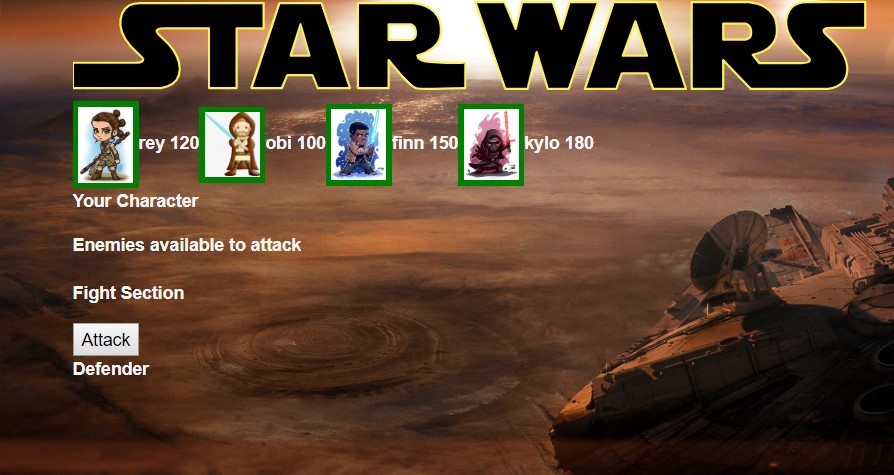 STAR WARS
rey 120 obi 100 finn 150 kylo 180
Your Character
Enemies available to attack
Fight Section
Attack
Defender